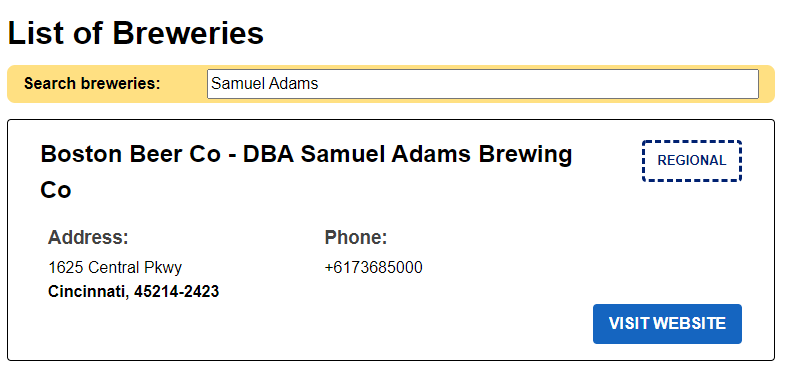 List of Breweries
Search breweries:
Samuel Adams
Boston Beer Co - DBA Samuel Adams Brewing
Co
REGIONAL
Address:
1625 Central Pkwy
Cincinnati, 45214-2423
Phone:
+6173685000
VISIT WEBSITE